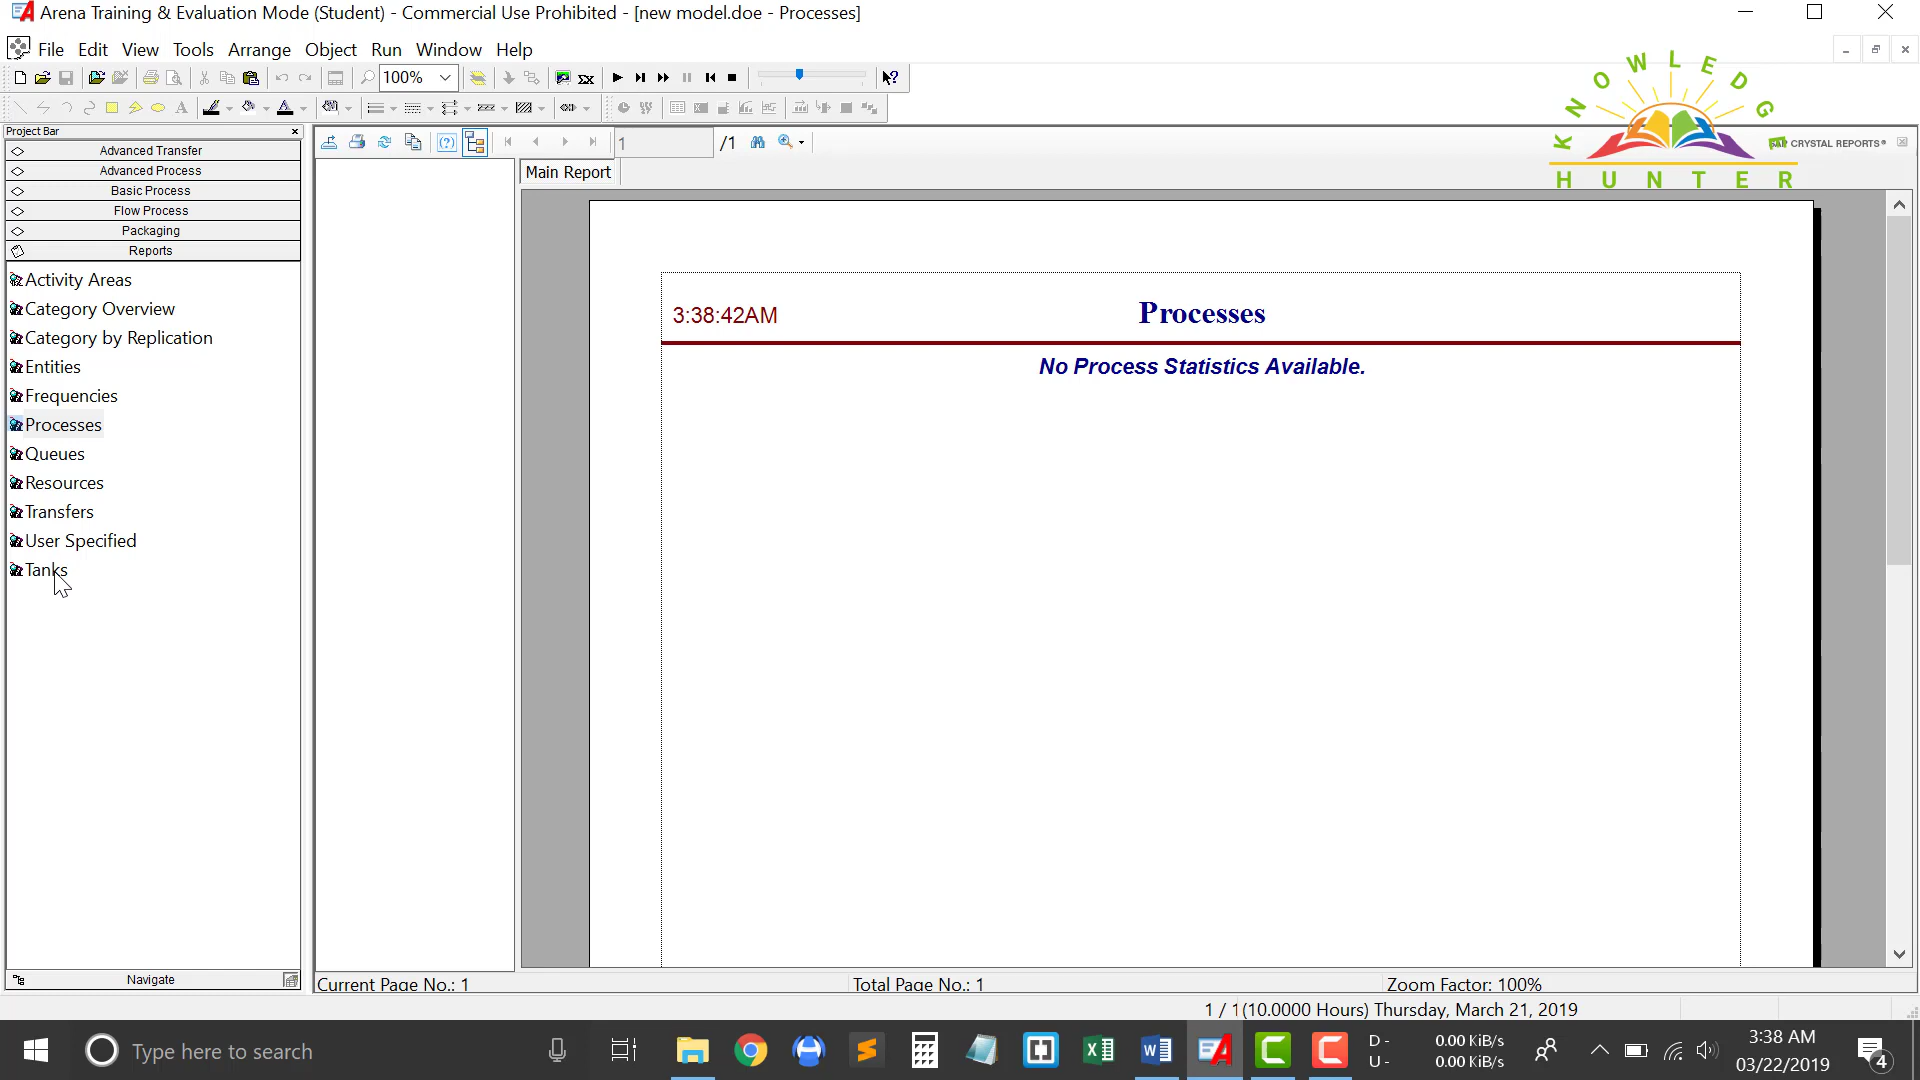 Arena Training & Evaluation Mode (Student) - Commercial Use Prohibited - [new model.doe - Processes]
File Edit View Tools Arrange Object Run Window Help
100%
Project Bar
Advanced Transfer
Advanced Process
Basic Process
Flow Process
Packaging
Reports
Activity Areas
Category Overview
Category by Replication
Entities
Frequencies
Processes
Queues
Resources
Transfers
User Specified
Tanks
Navigate
1 /1
CRYSTAL REPORTS®
KNOWLEDGE
HUNTER
Main Report
3:38:42AM
Processes
No Process Statistics Available.
Current Page No.: 1
Total Page No.: 1
Zoom Factor: 100%
1 / 1(10.0000 Hours) Thursday, March 21, 2019
Type here to search
D - 0.00 KiB/s
U - 0.00 KiB/s
3:38 AM
03/22/2019
4